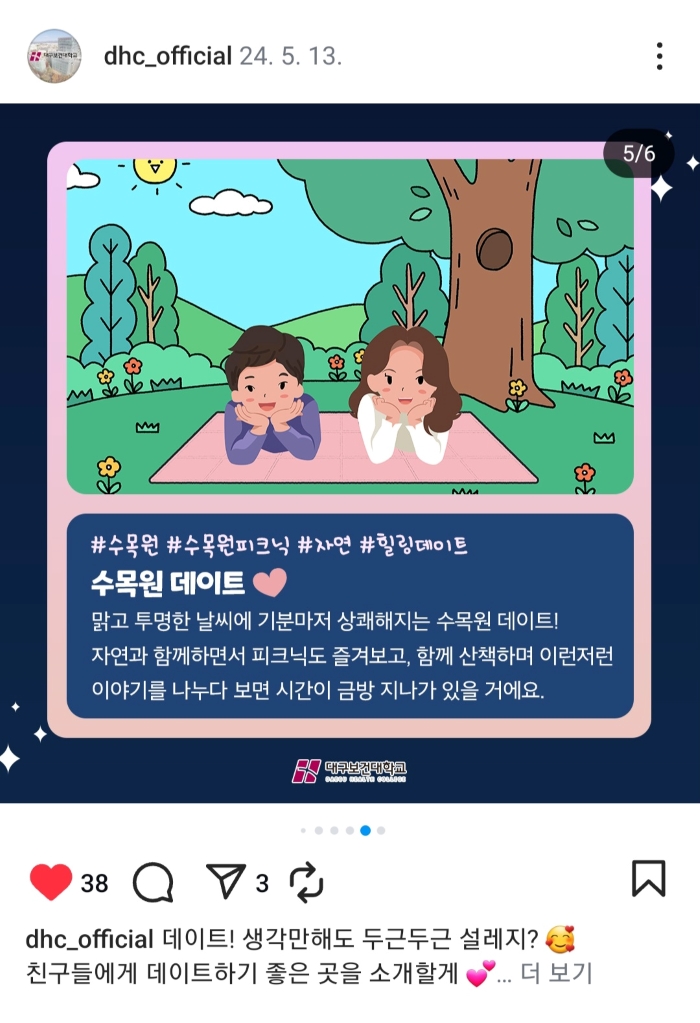 dhc_official 24. 5. 13.
5/6
#수목원 #수목원피크닉 #자연 #힐링데이트
수목원 데이트
맑고 투명한 날씨에 기분마저 상쾌해지는 수목원 데이트!
자연과 함께하면서 피크닉도 즐겨보고, 함께 산책하며 이런저런
이야기를 나누다 보면 시간이 금방 지나가 있을 거에요.
대구보건대학교
DAEGU HEALTH COLLEGE
38
3
dhc_official 데이트! 생각만해도 두근두근 설레지? 🥰
친구들에게 데이트하기 좋은 곳을 소개할게 💕... 더 보기